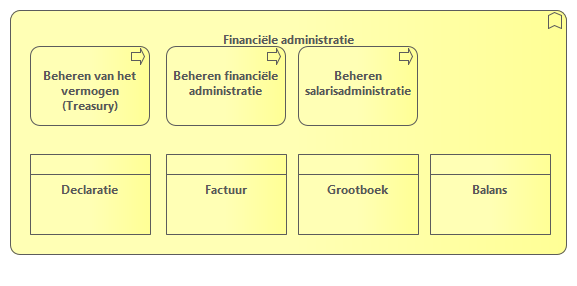 Financiële administratie
Beheren van het
vermogen
(Treasury)
Beheren financiële
administratie
Beheren
salarisadministratie
Declaratie
Factuur
Grootboek
Balans